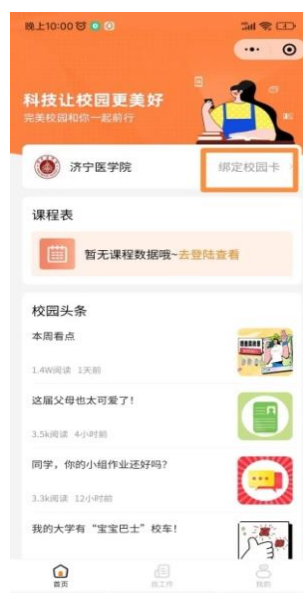 晚上10:00
科技让校园更美好
完美校园和你一起前行
济宁医学院
绑定校园卡
课程表
暂无课程数据哦~去登陆查看
校园头条
本周看点
1.4W阅读 1天前
这届父母也太可爱了！
3.5k阅读 4小时前
同学，你的小组作业还好吗？
3.3k阅读 12小时前
我的大学有“宝宝巴士”校车！
首页
找工作
我的